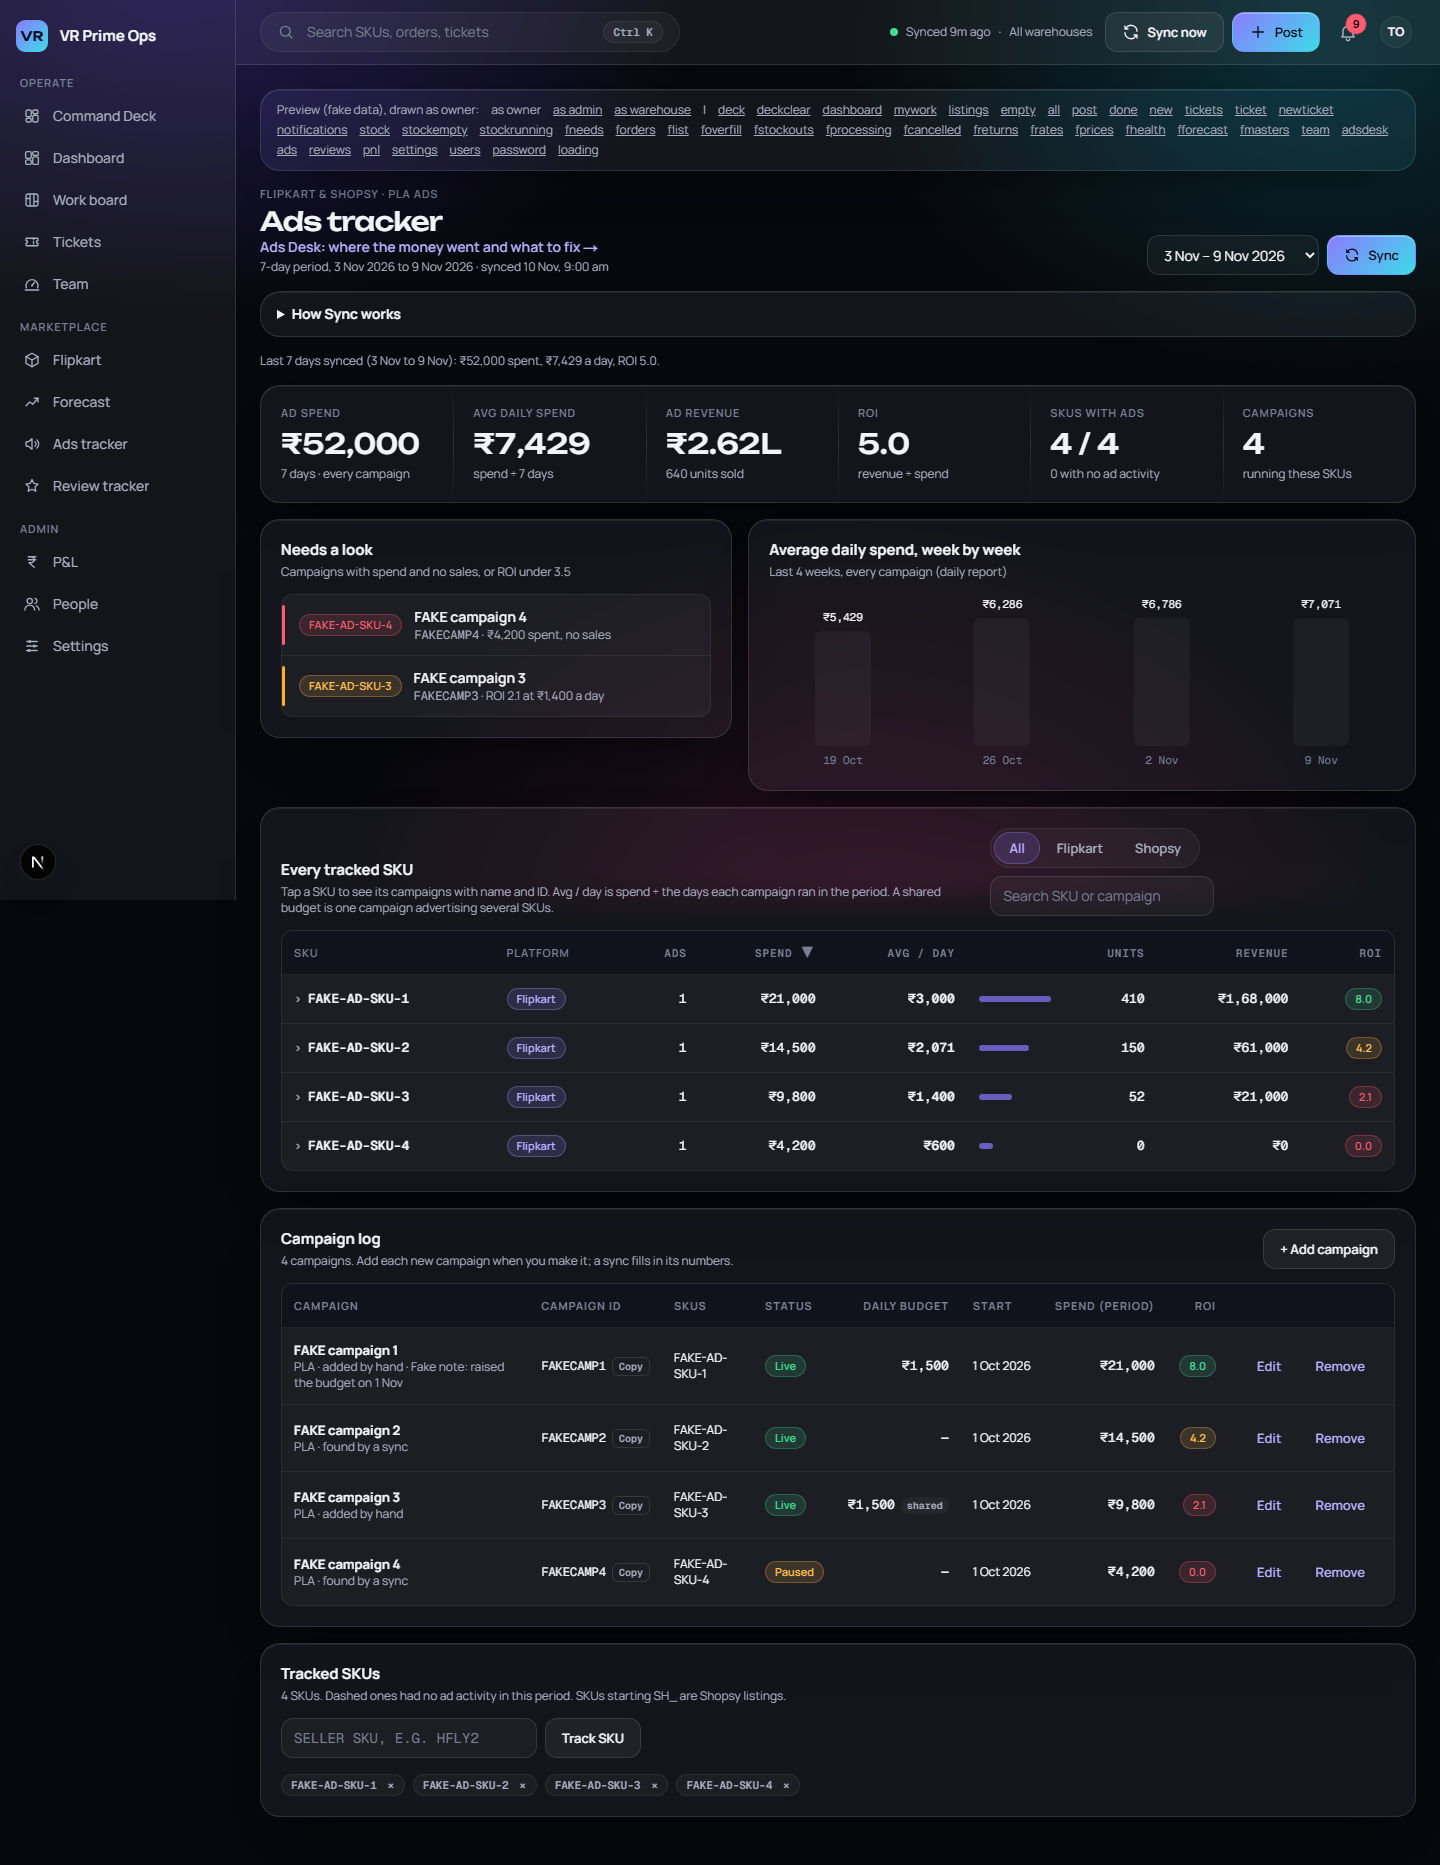 VR VR Prime Ops
Search SKUs, orders, tickets
Ctrl K
Synced 9m ago · All warehouses
Sync now
+ Post
9
TO
OPERATE
Command Deck
Dashboard
Work board
Tickets
Team
MARKETPLACE
Flipkart
Forecast
Ads tracker
Review tracker
ADMIN
₹ P&L
People
Settings
N
Preview (fake data), drawn as owner: as owner as admin as warehouse | deck deckclear dashboard mywork listings empty all post done new tickets ticket newticket
notifications stock stockempty stockrunning fneeds forders flist foverfill fstockouts fprocessing fcancelled freturns frates fprices fhealth fforecast fmasters team adsdesk
ads reviews pnl settings users password loading
FLIPKART & SHOPSY · PLA ADS
Ads tracker
Ads Desk: where the money went and what to fix →
7-day period, 3 Nov 2026 to 9 Nov 2026 · synced 10 Nov, 9:00 am
3 Nov – 9 Nov 2026
Sync
▶ How Sync works
Last 7 days synced (3 Nov to 9 Nov): ₹52,000 spent, ₹7,429 a day, ROI 5.0.
AD SPEND
₹52,000
7 days · every campaign
AVG DAILY SPEND
₹7,429
spend ÷ 7 days
AD REVENUE
₹2.62L
640 units sold
ROI
5.0
revenue ÷ spend
SKUS WITH ADS
4 / 4
0 with no ad activity
CAMPAIGNS
4
running these SKUs
Needs a look
Campaigns with spend and no sales, or ROI under 3.5
FAKE-AD-SKU-4
FAKE campaign 4
FAKECAMP4 · ₹4,200 spent, no sales
FAKE-AD-SKU-3
FAKE campaign 3
FAKECAMP3 · ROI 2.1 at ₹1,400 a day
Average daily spend, week by week
Last 4 weeks, every campaign (daily report)
₹5,429 ₹6,286 ₹6,786 ₹7,071
19 Oct 26 Oct 2 Nov 9 Nov
Every tracked SKU
Tap a SKU to see its campaigns with name and ID. Avg / day is spend ÷ the days each campaign ran in the period. A shared
budget is one campaign advertising several SKUs.
All Flipkart Shopsy
Search SKU or campaign
SKU PLATFORM ADS SPEND ▼ AVG / DAY UNITS REVENUE ROI
› FAKE-AD-SKU-1 Flipkart 1 ₹21,000 ₹3,000 410 ₹1,68,000 8.0
› FAKE-AD-SKU-2 Flipkart 1 ₹14,500 ₹2,071 150 ₹61,000 4.2
› FAKE-AD-SKU-3 Flipkart 1 ₹9,800 ₹1,400 52 ₹21,000 2.1
› FAKE-AD-SKU-4 Flipkart 1 ₹4,200 ₹600 0 ₹0 0.0
Campaign log
4 campaigns. Add each new campaign when you make it; a sync fills in its numbers.
+ Add campaign
CAMPAIGN CAMPAIGN ID SKUS STATUS DAILY BUDGET START SPEND (PERIOD) ROI
FAKE campaign 1
PLA · added by hand · Fake note: raised
the budget on 1 Nov
FAKECAMP1 Copy
FAKE-AD-
SKU-1
Live ₹1,500 1 Oct 2026 ₹21,000 8.0 Edit Remove
FAKE campaign 2
PLA · found by a sync
FAKECAMP2 Copy
FAKE-AD-
SKU-2
Live – 1 Oct 2026 ₹14,500 4.2 Edit Remove
FAKE campaign 3
PLA · added by hand
FAKECAMP3 Copy
FAKE-AD-
SKU-3
Live ₹1,500 shared 1 Oct 2026 ₹9,800 2.1 Edit Remove
FAKE campaign 4
PLA · found by a sync
FAKECAMP4 Copy
FAKE-AD-
SKU-4
Paused – 1 Oct 2026 ₹4,200 0.0 Edit Remove
Tracked SKUs
4 SKUs. Dashed ones had no ad activity in this period. SKUs starting SH_ are Shopsy listings.
SELLER SKU, E.G. HFLY2
Track SKU
FAKE-AD-SKU-1 × FAKE-AD-SKU-2 × FAKE-AD-SKU-3 × FAKE-AD-SKU-4 ×